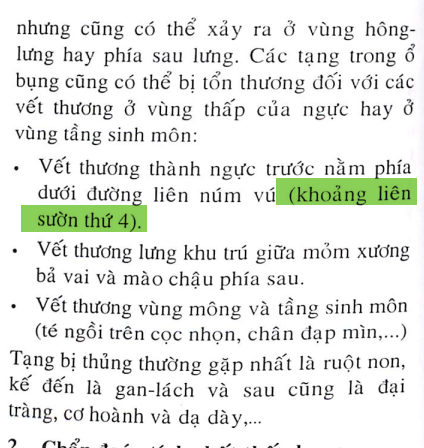 nhưng cũng có thể xảy ra ở vùng hông-
lưng hay phía sau lưng. Các tạng trong ổ
bụng cũng có thể bị tổn thương đối với các
vết thương ở vùng thấp của ngực hay ở
vùng tầng sinh môn:
• Vết thương thành ngực trước nằm phía
dưới đường liên núm vú (khoảng liên
sườn thứ 4).
• Vết thương lưng khu trú giữa mỏm xương
bả vai và mào chậu phía sau.
• Vết thương vùng mông và tầng sinh môn
(té ngồi trên cọc nhọn, chân đạp mìn,...)
Tạng bị thủng thường gặp nhất là ruột non,
kế đến là gan-lách và sau cũng là đại
tràng, cơ hoành và dạ dày,...